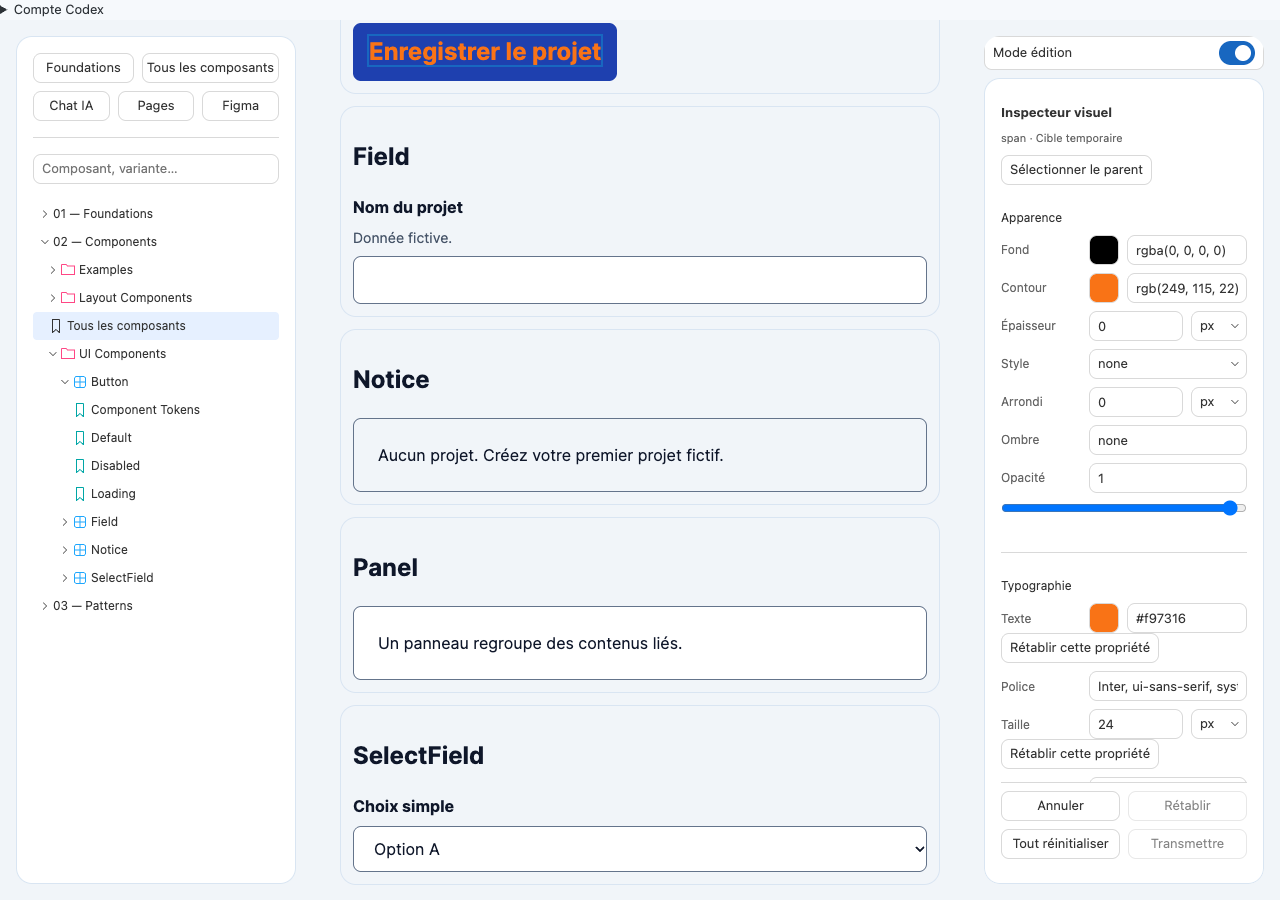 Compte Codex
Foundations
Tous les composants
Chat IA
Pages
Figma
Composant, variante...
01 — Foundations
02 — Components
Examples
Layout Components
Tous les composants
UI Components
Button
Component Tokens
Default
Disabled
Loading
Field
Notice
SelectField
03 — Patterns
Enregistrer le projet
Field
Nom du projet
Donnée fictive.
Notice
Aucun projet. Créez votre premier projet fictif.
Panel
Un panneau regroupe des contenus liés.
SelectField
Choix simple
Option A
Mode édition
Inspecteur visuel
span · Cible temporaire
Sélectionner le parent
Apparence
Fond rgba(0, 0, 0, 0)
Contour rgb(249, 115, 22)
Épaisseur 0 px
Style none
Arrondi 0 px
Ombre none
Opacité 1
Typographie
Texte #f97316
Rétablir cette propriété
Police Inter, ui-sans-serif, sys
Taille 24 px
Rétablir cette propriété
Annuler Rétablir
Tout réinitialiser Transmettre